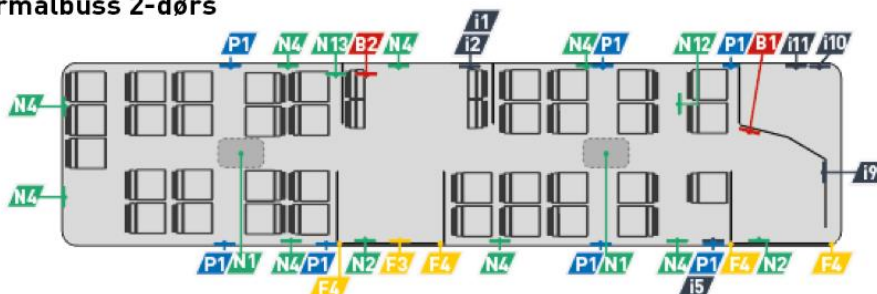 rmalbuss 2-dørs
i1
P1 N4 N13 B2 N4 i2 N4 P1 N12 P1 B1 i11 i10
N4
i9
N4
P1 N1 N4 P1 N2 F3 F4 N4 P1 N1 N4 P1 F4 N2 F4
F4 i5